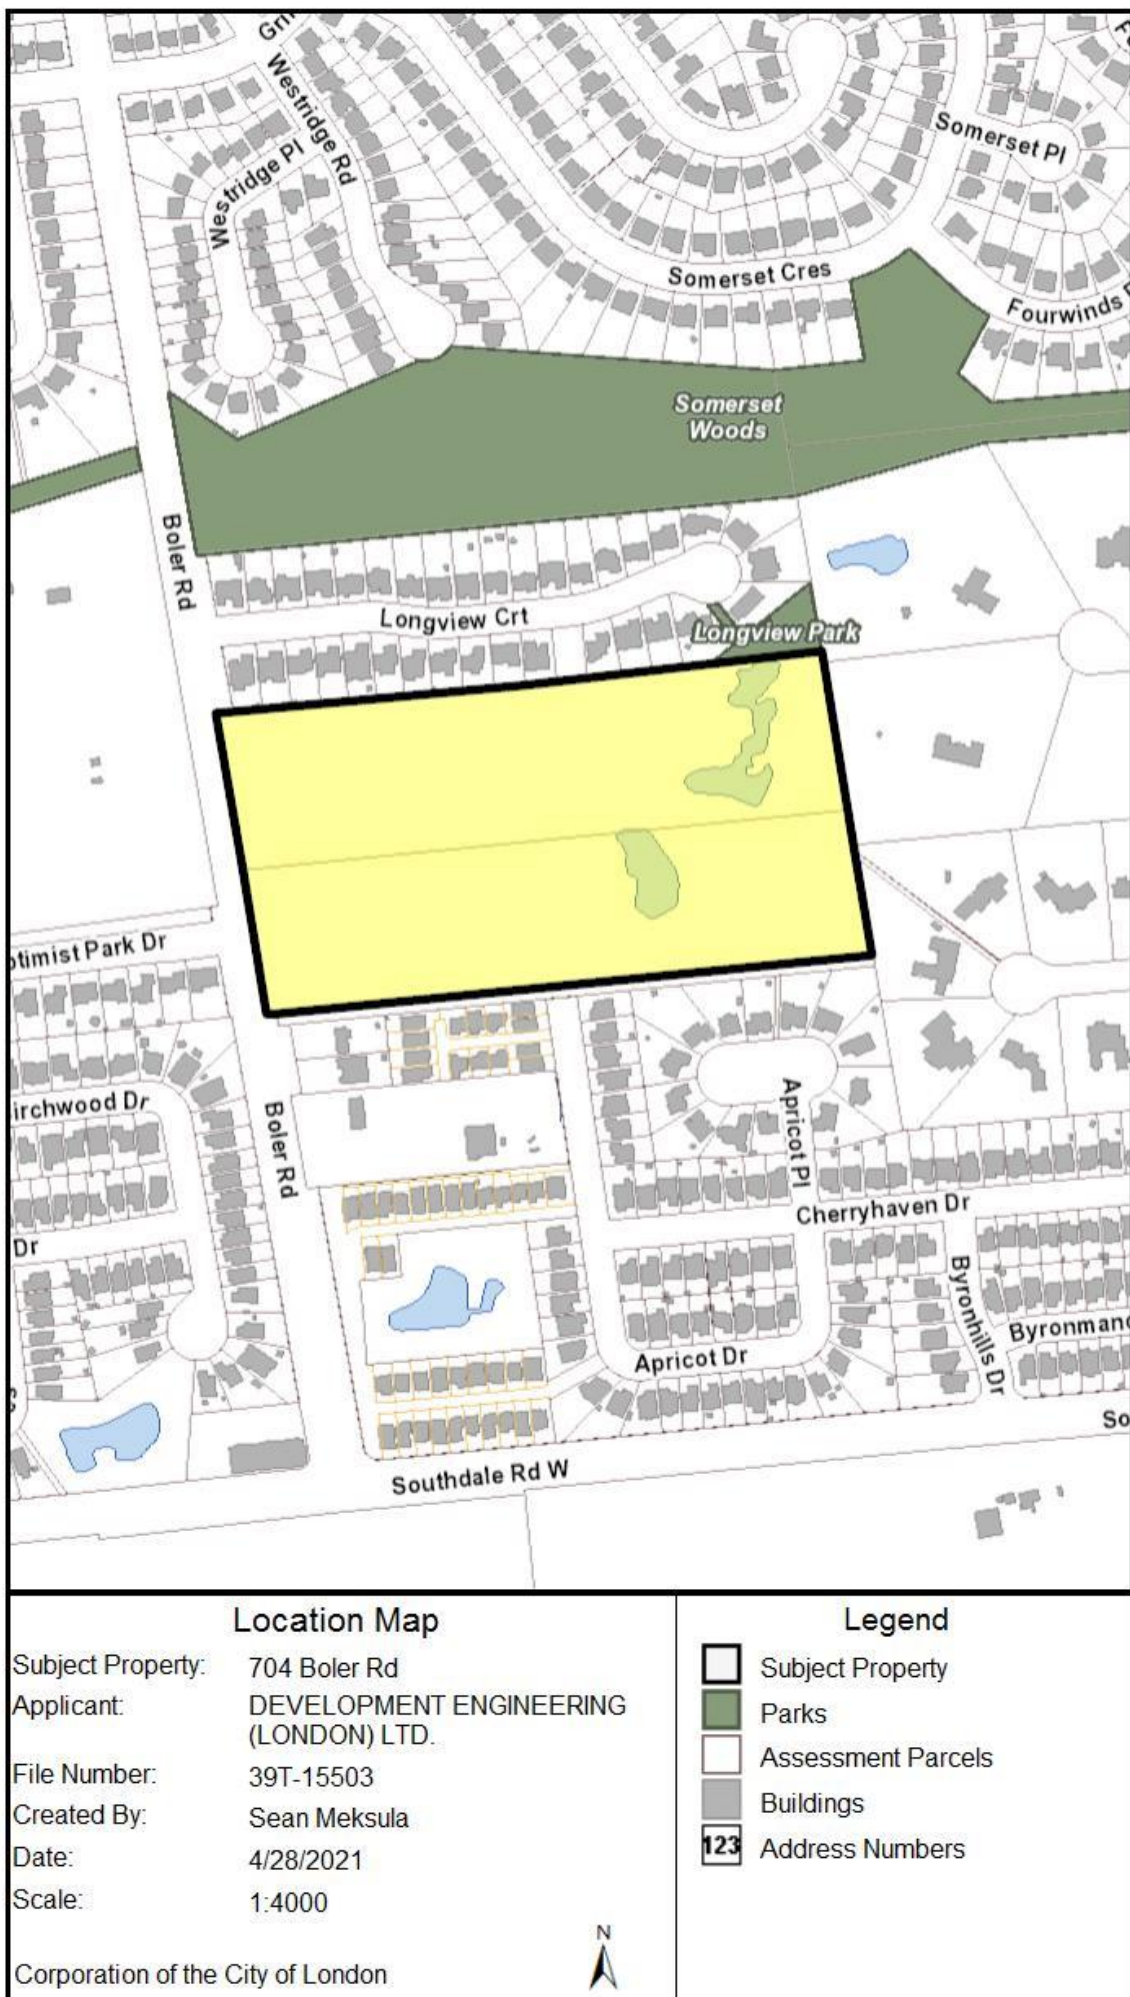 Westridge Rd
Westridge Pl
Somerset Pl
Somerset Cres
Fourwinds
Somerset
Woods
Boler Rd
Longview Crt
Longview Park
timist Park Dr
irchwood Dr
Boler Rd
Apricot Pl
Cherryhaven Dr
Dr
Byronhills Dr
Byronman
Apricot Dr
So
Southdale Rd W
Location Map
Subject Property: 704 Boler Rd
Applicant: DEVELOPMENT ENGINEERING
(LONDON) LTD.
File Number: 39T-15503
Created By: Sean Meksula
Date: 4/28/2021
Scale: 1:4000
N
Corporation of the City of London
Legend
Subject Property
Parks
Assessment Parcels
Buildings
123 Address Numbers